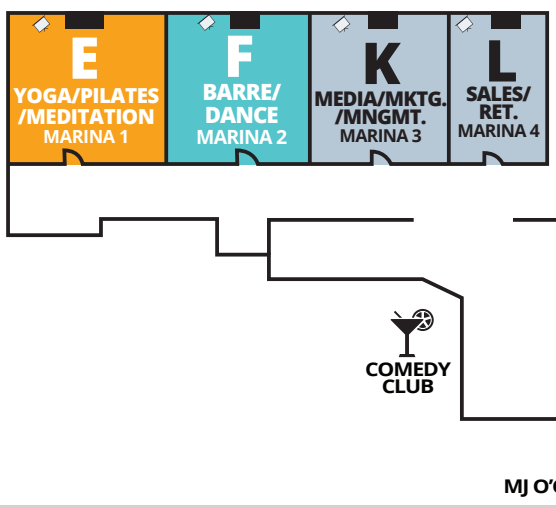 E
YOGA/PILATES
/MEDITATION
MARINA 1
F
BARRE/
DANCE
MARINA 2
K
MEDIA/MKTG.
/MNGMT.
MARINA 3
L
SALES/
RET.
MARINA 4
COMEDY
CLUB
MJ O'